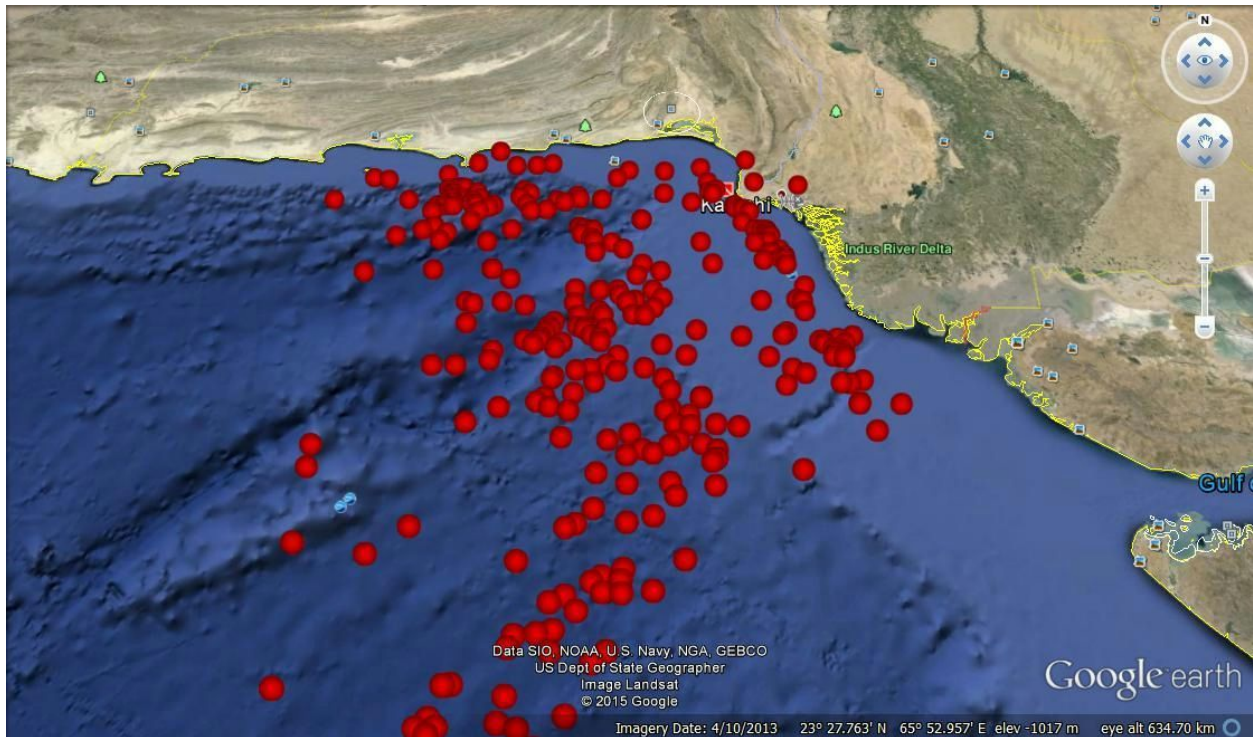 N
Indus River Delta
Gulf
Data SIO, NOAA, U.S. Navy, NGA, GEBCO
US Dept of State Geographer
Image Landsat
© 2015 Google
Google earth
Imagery Date: 4/10/2013 23° 27.763' N 65° 52.957' E elev -1017 m eye alt 634.70 km